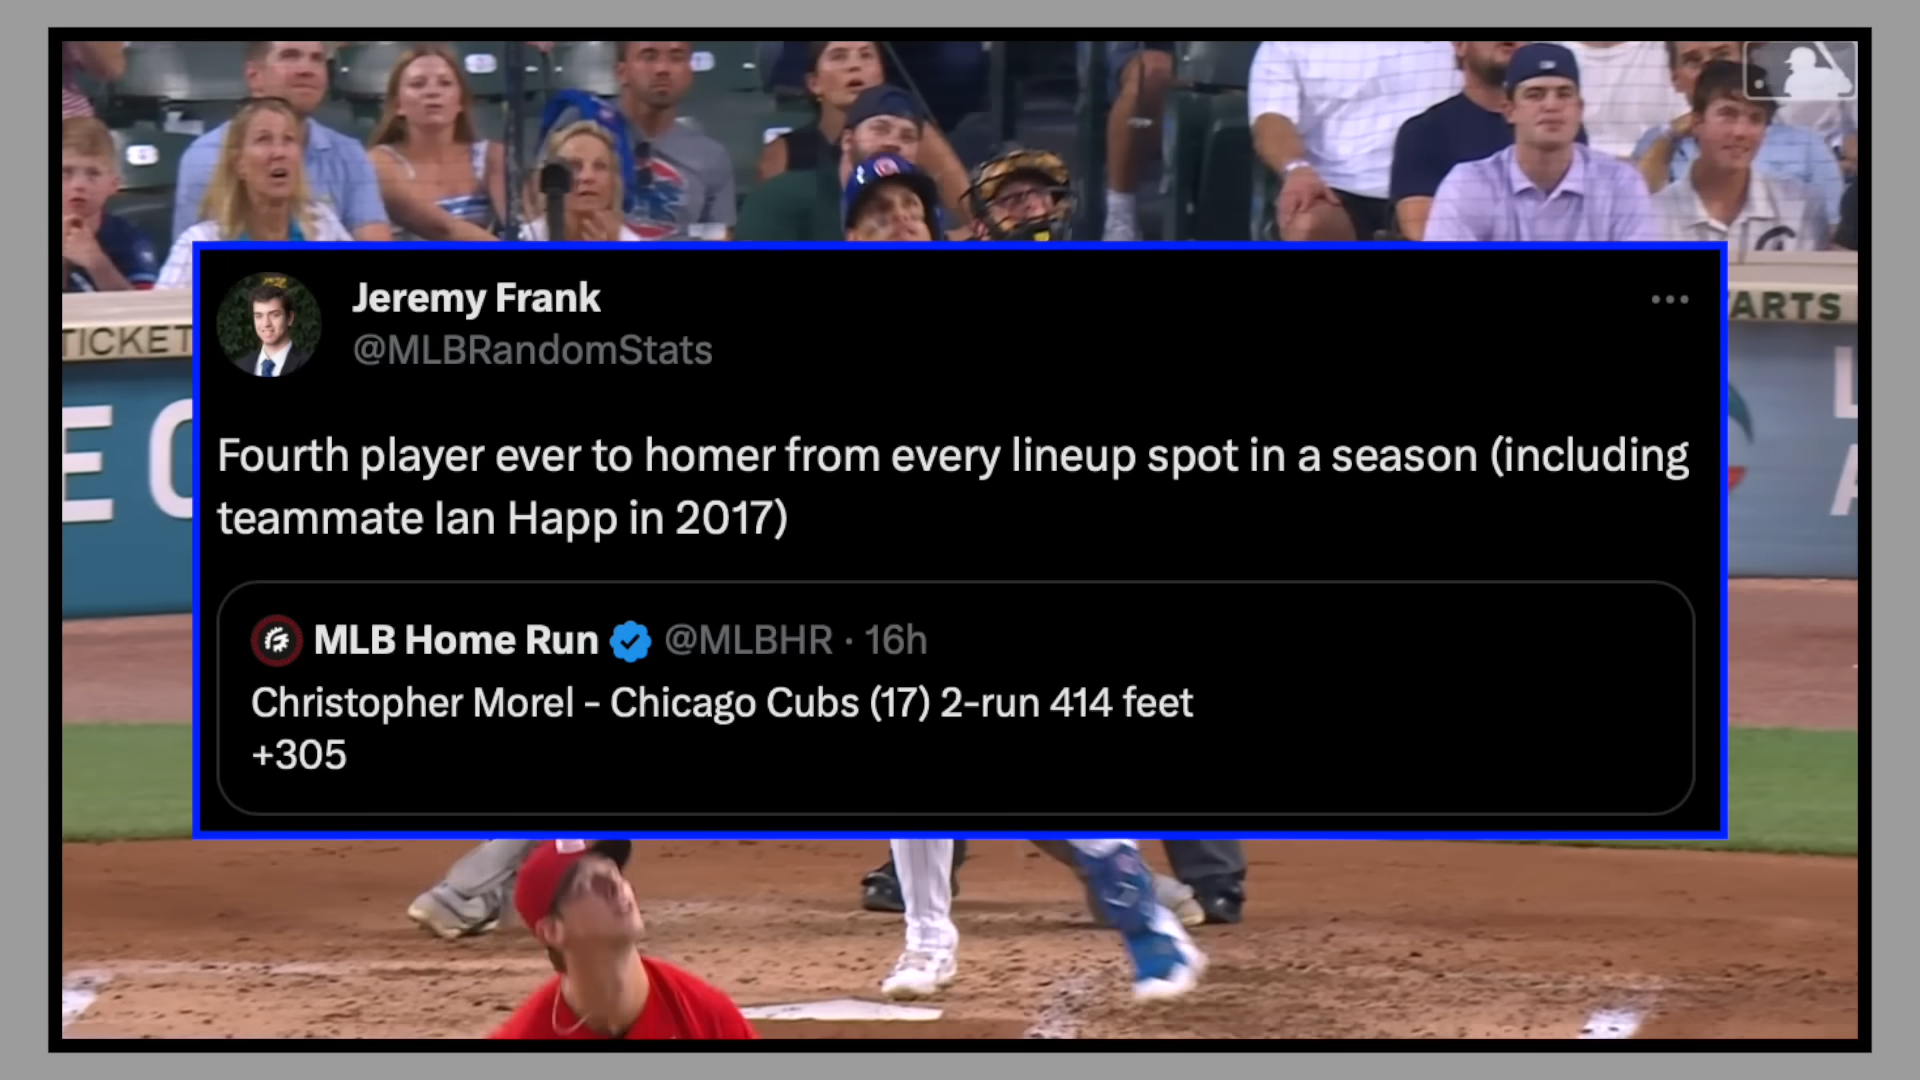 TICKET
ARTS
E C
Jeremy Frank
@MLBRandomStats
Fourth player ever to homer from every lineup spot in a season (including
teammate Ian Happ in 2017)
MLB Home Run @MLBHR · 16h
Christopher Morel - Chicago Cubs (17) 2-run 414 feet
+305